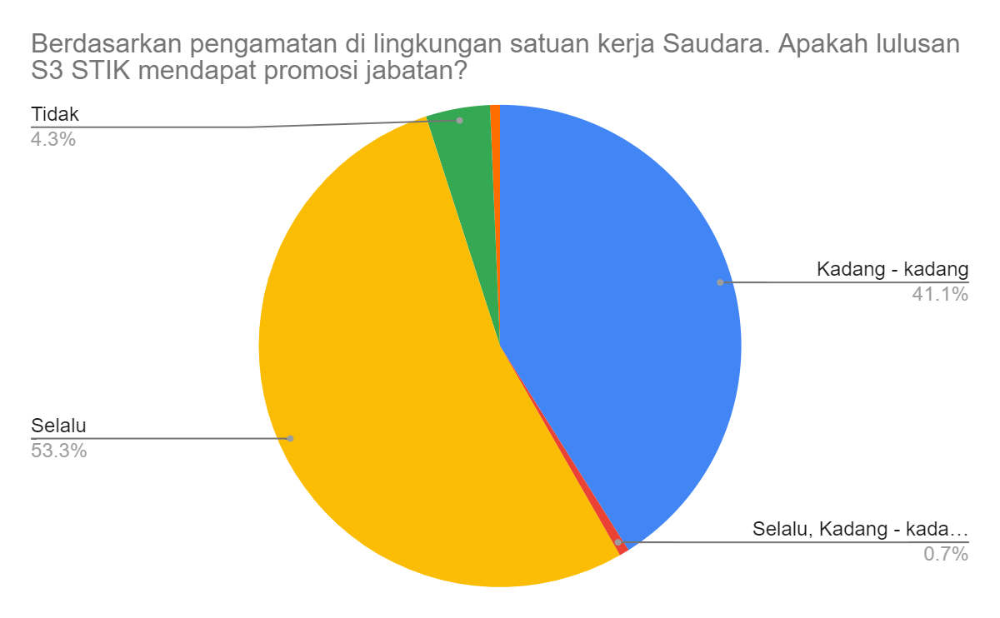 Berdasarkan pengamatan di lingkungan satuan kerja Saudara. Apakah lulusan
S3 STIK mendapat promosi jabatan?
Tidak
4.3%
Kadang - kadang
41.1%
Selalu
53.3%
Selalu, Kadang - kada…
0.7%